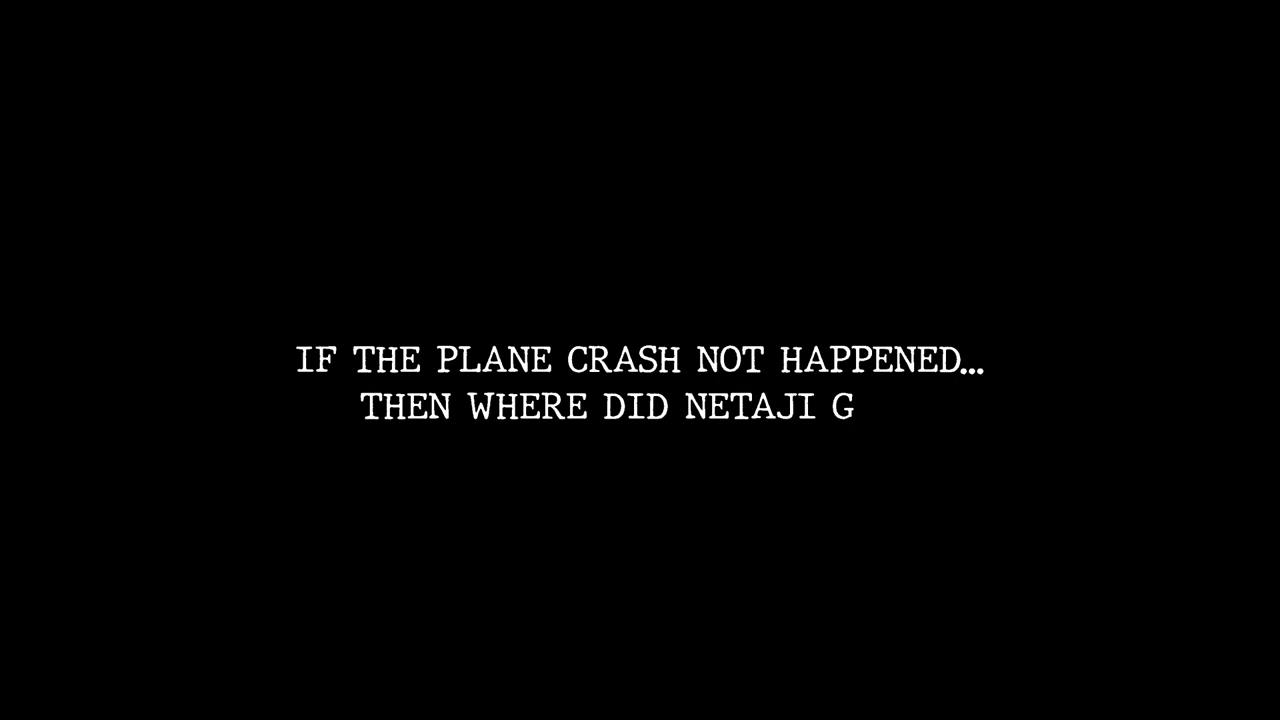 IF THE PLANE CRASH NOT HAPPENED...
THEN WHERE DID NETAJI G